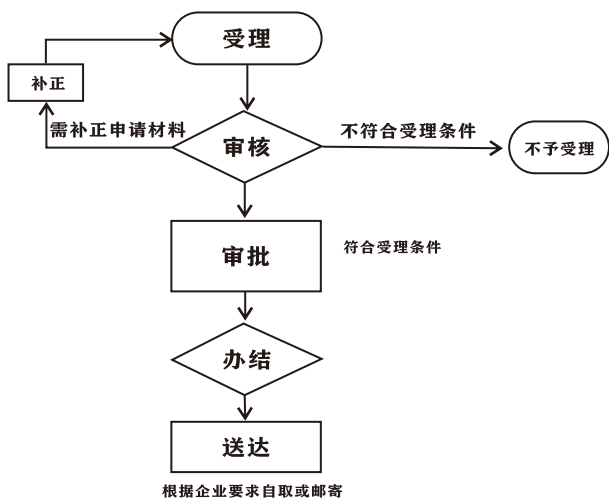 受理
补正
需补正申请材料
不符合受理条件
审核
不予受理
审批
符合受理条件
办结
送达
根据企业要求自取或邮寄